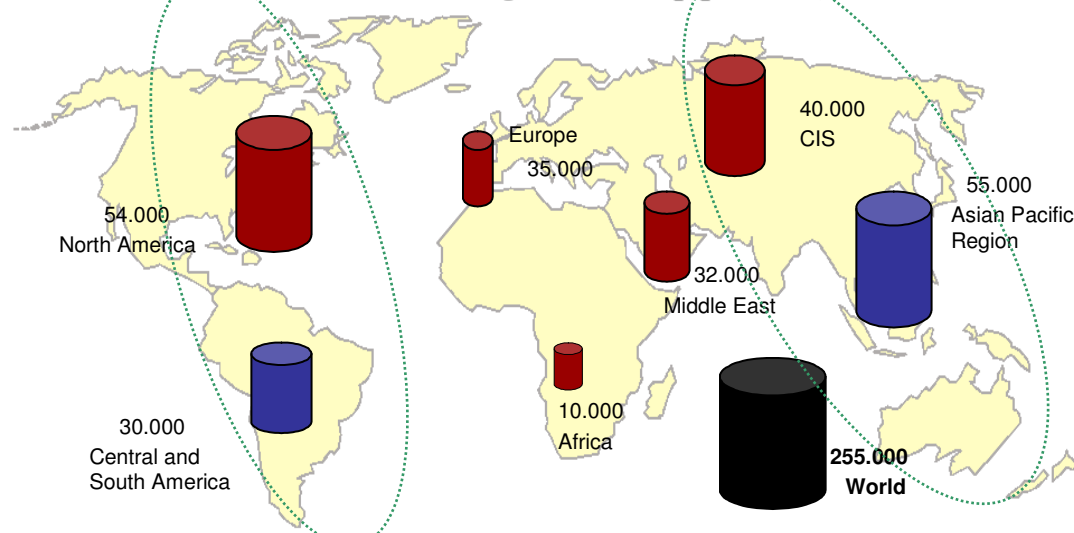 Europe
35.000
40.000
CIS
55.000
Asian Pacific
Region
54.000
North America
32.000
Middle East
10.000
Africa
30.000
Central and
South America
255.000
World